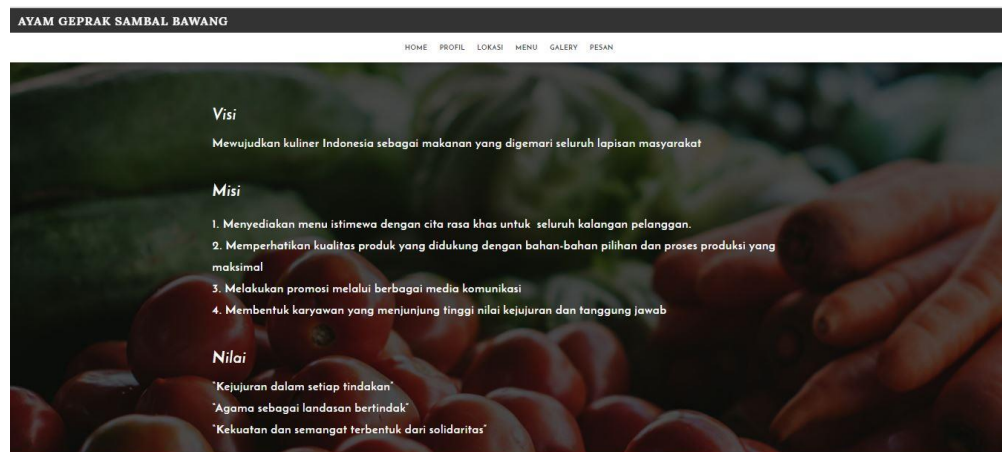 AYAM GEPRAK SAMBAL BAWANG
HOME PROFIL LOKASI MENU GALERY PESAN
Visi
Mewujudkan kuliner Indonesia sebagai makanan yang digemari seluruh lapisan masyarakat
Misi
1. Menyediakan menu istimewa dengan cita rasa khas untuk seluruh kalangan pelanggan.
2. Memperhatikan kualitas produk yang didukung dengan bahan-bahan pilihan dan proses produksi yang
maksimal
3. Melakukan promosi melalui berbagai media komunikasi
4. Membentuk karyawan yang menjunjung tinggi nilai kejujuran dan tanggung jawab
Nilai
"Kejujuran dalam setiap tindakan"
"Agama sebagai landasan bertindak"
"Kekuatan dan semangat terbentuk dari solidaritas"